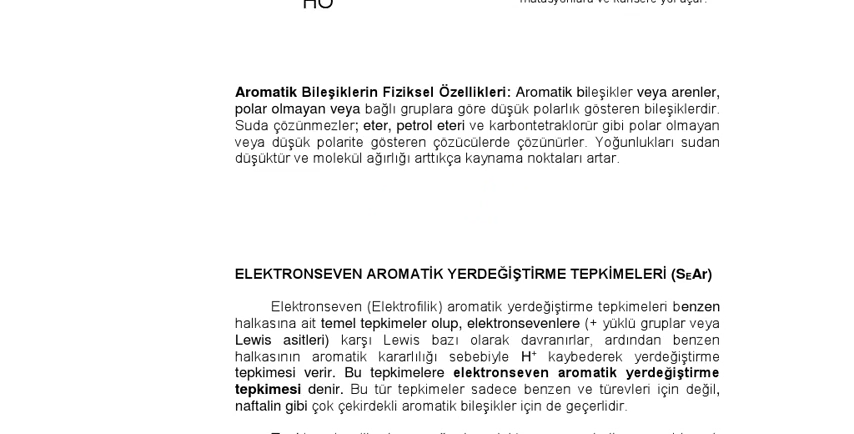 HO
mutasyonlara ve kansere yol açar.
Aromatik Bileşiklerin Fiziksel Özellikleri: Aromatik bileşikler veya arenler,
polar olmayan veya bağlı gruplara göre düşük polarlık gösteren bileşiklerdir.
Suda çözünmezler; eter, petrol eteri ve karbontetraklorür gibi polar olmayan
veya düşük polarite gösteren çözücülerde çözünürler. Yoğunlukları sudan
düşüktür ve molekül ağırlığı arttıkça kaynama noktaları artar.
ELEKTRONSEVEN AROMATİK YERDEĞİŞTİRME TEPKİMELERİ (SEAr)
Elektronseven (Elektrofilik) aromatik yerdeğiştirme tepkimeleri benzen
halkasına ait temel tepkimeler olup, elektronsevenlere (+ yüklü gruplar veya
Lewis asitleri) karşı Lewis bazı olarak davranırlar, ardından benzen
halkasının aromatik kararlılığı sebebiyle H+ kaybederek yerdeğiştirme
tepkimesi verir. Bu tepkimelere elektronseven aromatik yerdeğiştirme
tepkimesi denir. Bu tür tepkimeler sadece benzen ve türevleri için değil,
naftalin gibi çok çekirdekli aromatik bileşikler için de geçerlidir.